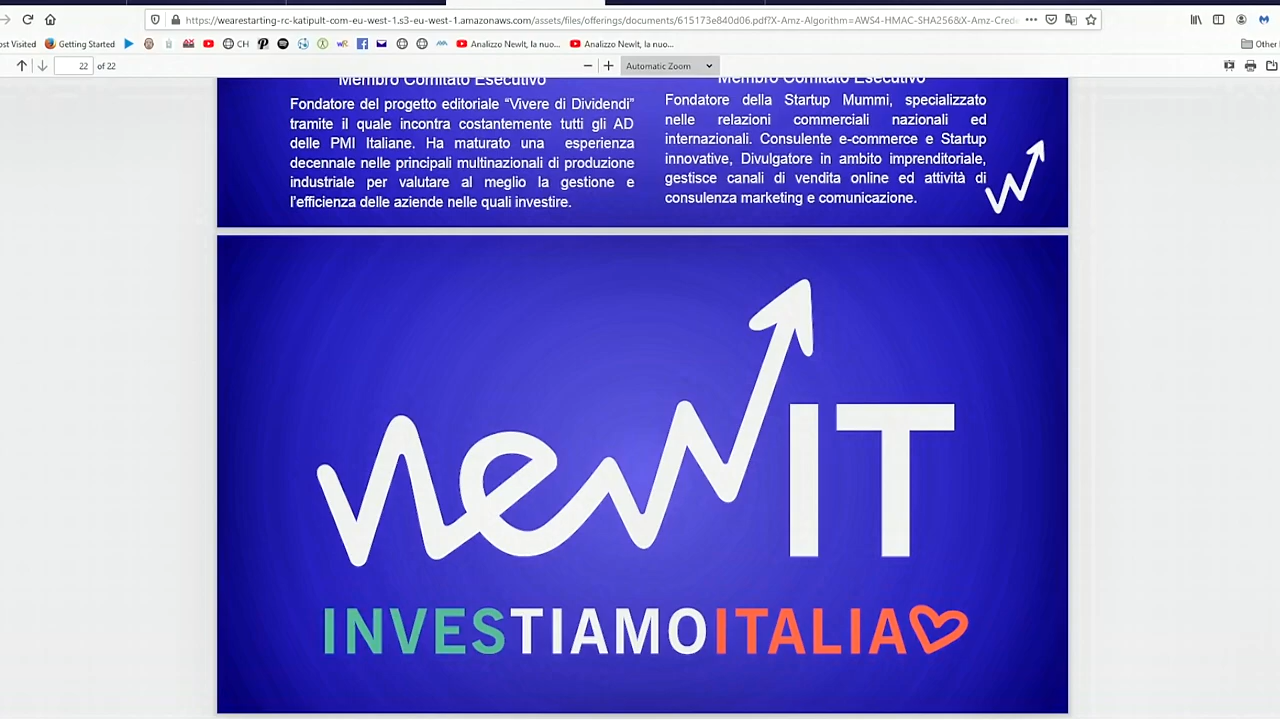 https://wearestarting-rc-katipult-com-eu-west-1.s3-eu-west-1.amazonaws.com/assets/files/offerings/documents/615173e840d06.pdf?X-Amz-Algorithm=AWS4-HMAC-SHA256&X-Amz-Crede
ost Visited Getting Started CH Analizzo NewIt, la nuo... Analizzo NewIt, la nuo... Other
22 of 22 Automatic Zoom
Membro Comitato Esecutivo
Fondatore del progetto editoriale “Vivere di Dividendi”
tramite il quale incontra costantemente tutti gli AD
delle PMI Italiane. Ha maturato una esperienza
decennale nelle principali multinazionali di produzione
industriale per valutare al meglio la gestione e
l’efficienza delle aziende nelle quali investire.
Membro Comitato Esecutivo
Fondatore della Startup Mummi, specializzato
nelle relazioni commerciali nazionali ed
internazionali. Consulente e-commerce e Startup
innovative, Divulgatore in ambito imprenditoriale,
gestisce canali di vendita online ed attività di
consulenza marketing e comunicazione.
newIT
INVESTIAMOITALIA